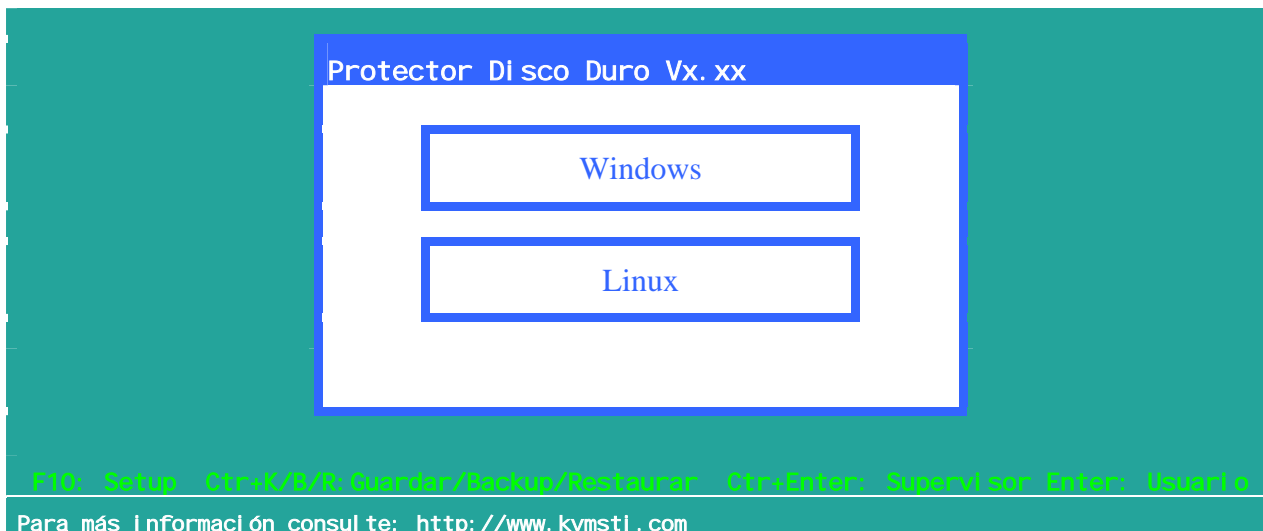 Protector Disco Duro Vx.xx
Windows
Linux
F10: Setup Ctr+K/B/R:Guardar/Backup/Restaurar Ctr+Enter: Supervisor Enter: Usuario
Para más información consulte: http://www.kymsti.com